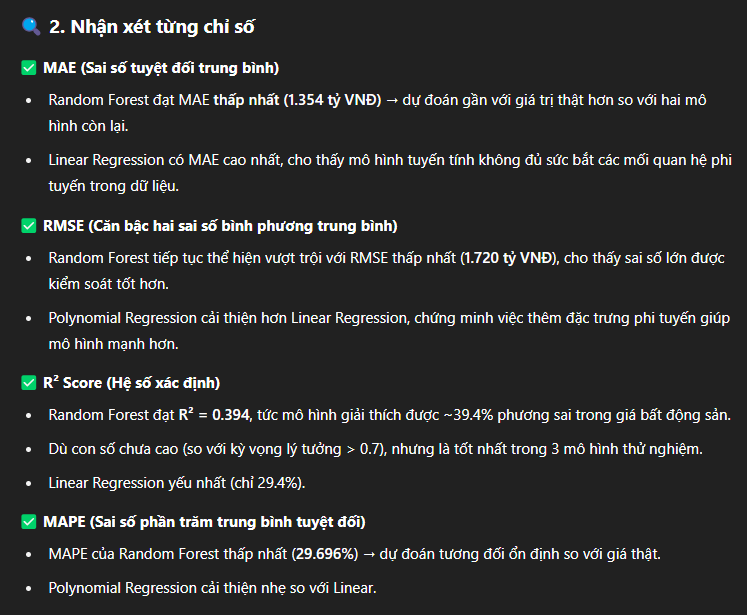 🔍 2. Nhận xét từng chỉ số
✅ MAE (Sai số tuyệt đối trung bình)
• Random Forest đạt MAE thấp nhất (1.354 tỷ VNĐ) → dự đoán gần với giá trị thật hơn so với hai mô
hình còn lại.
• Linear Regression có MAE cao nhất, cho thấy mô hình tuyến tính không đủ sức bắt các mối quan hệ phi
tuyến trong dữ liệu.
✅ RMSE (Căn bậc hai sai số bình phương trung bình)
• Random Forest tiếp tục thể hiện vượt trội với RMSE thấp nhất (1.720 tỷ VNĐ), cho thấy sai số lớn được
kiểm soát tốt hơn.
• Polynomial Regression cải thiện hơn Linear Regression, chứng minh việc thêm đặc trưng phi tuyến giúp
mô hình mạnh hơn.
✅ R² Score (Hệ số xác định)
• Random Forest đạt R² = 0.394, tức mô hình giải thích được ~39.4% phương sai trong giá bất động sản.
• Dù con số chưa cao (so với kỳ vọng lý tưởng > 0.7), nhưng là tốt nhất trong 3 mô hình thử nghiệm.
• Linear Regression yếu nhất (chỉ 29.4%).
✅ MAPE (Sai số phần trăm trung bình tuyệt đối)
• MAPE của Random Forest thấp nhất (29.696%) → dự đoán tương đối ổn định so với giá thật.
• Polynomial Regression cải thiện nhẹ so với Linear.